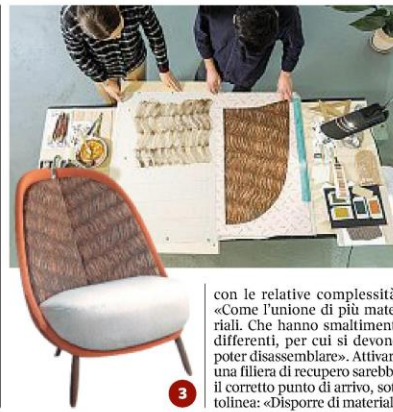 con le relative complessità
«Come l'unione di più mate
riali. Che hanno smaltiment
differenti, per cui si devon
poter disassemblare». Attivar
una filiera di recupero sarebb
il corretto punto di arrivo, sot
tolinea: «Disporre di material
3